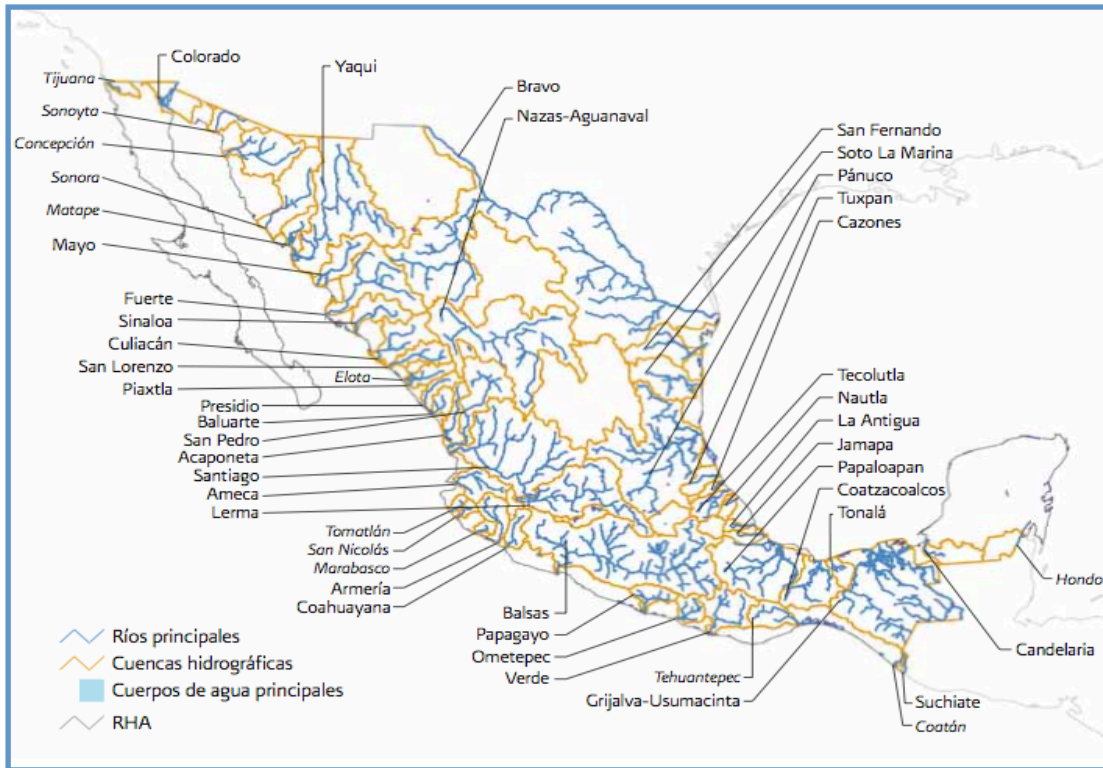 Colorado
Tijuana
Yaqui
Bravo
Sonoyta
Nazas-Aguanaval
Concepción
Sonora
Matape
Mayo
San Fernando
Soto La Marina
Pánuco
Tuxpan
Cazones
Fuerte
Sinaloa
Culiacán
San Lorenzo
Elota
Piaxtla
Presidio
Baluarte
San Pedro
Acaponeta
Santiago
Ameca
Lerma
Tomatlán
San Nicolás
Marabasco
Armería
Coahuayana
Tecolutla
Nautla
La Antigua
Jamapa
Papaloapan
Coatzacoalcos
Tonalá
Hondo
Candelaria
Balsas
Papagayo
Ometepec
Verde
Tehuantepec
Grijalva-Usumacinta
Suchiate
Coatán
Ríos principales
Cuencas hidrográficas
Cuerpos de agua principales
RHA